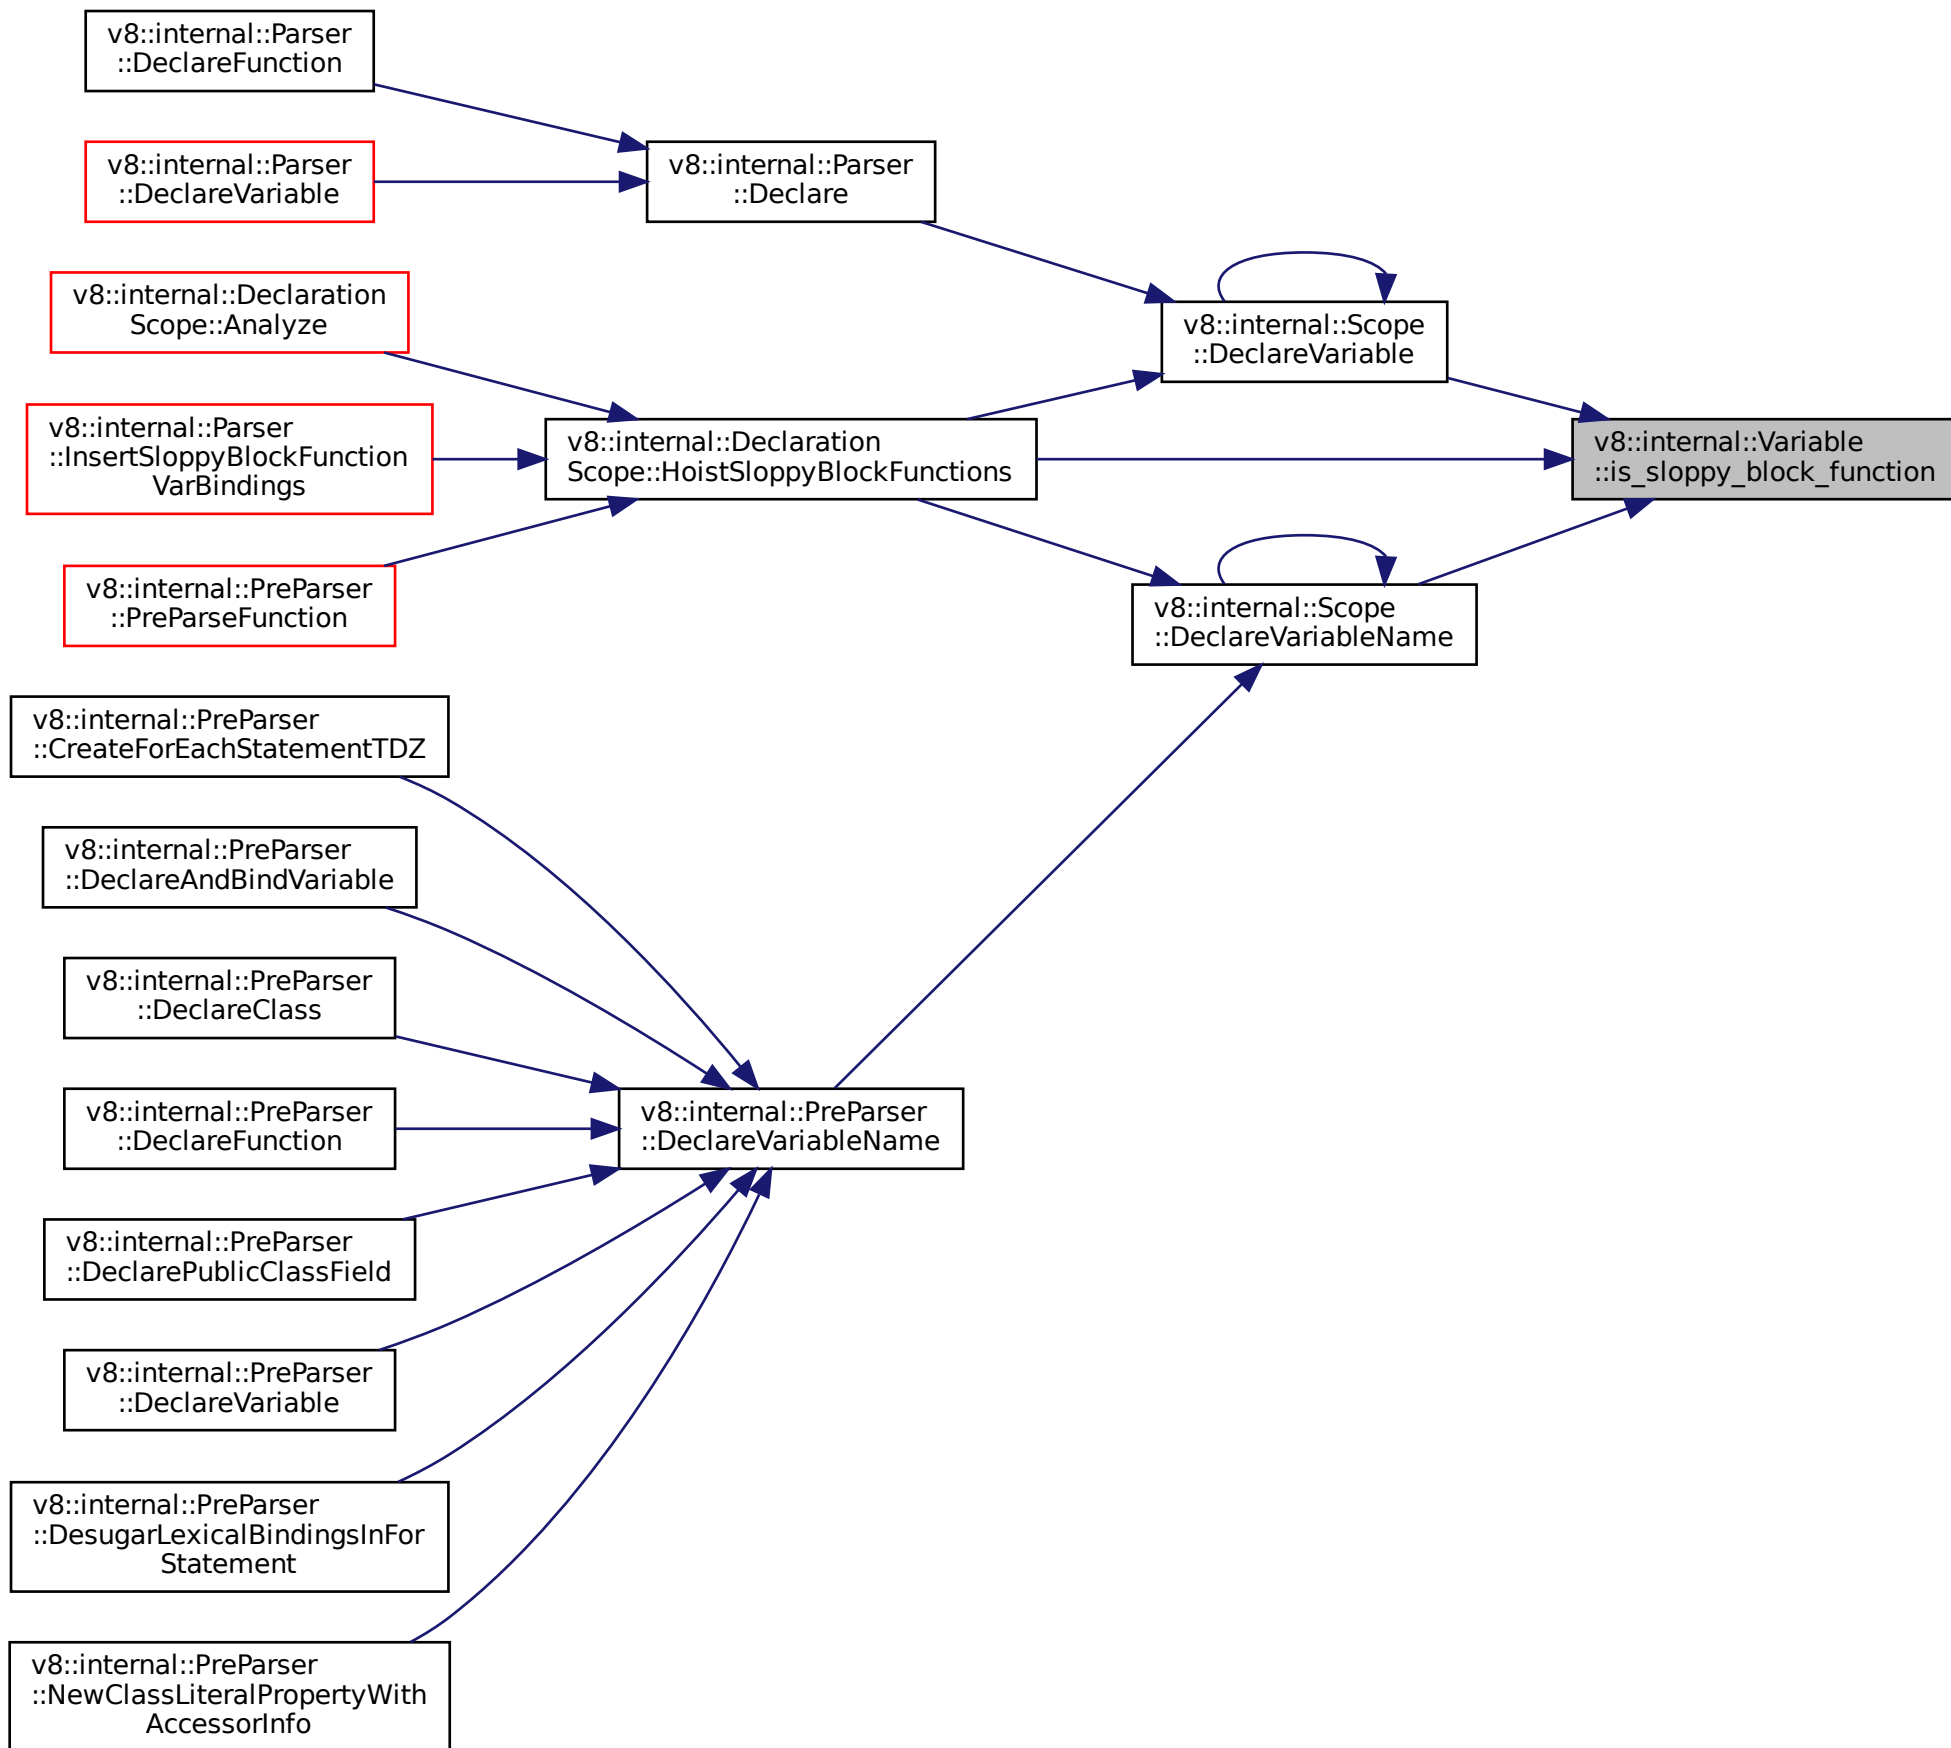 v8::internal::Parser
::DeclareFunction
v8::internal::Parser
::DeclareVariable
v8::internal::Parser
::Declare
v8::internal::Declaration
Scope::Analyze
v8::internal::Scope
::DeclareVariable
v8::internal::Parser
::InsertSloppyBlockFunction
VarBindings
v8::internal::Declaration
Scope::HoistSloppyBlockFunctions
v8::internal::Variable
::is_sloppy_block_function
v8::internal::PreParser
::PreParseFunction
v8::internal::Scope
::DeclareVariableName
v8::internal::PreParser
::CreateForEachStatementTDZ
v8::internal::PreParser
::DeclareAndBindVariable
v8::internal::PreParser
::DeclareClass
v8::internal::PreParser
::DeclareFunction
v8::internal::PreParser
::DeclareVariableName
v8::internal::PreParser
::DeclarePublicClassField
v8::internal::PreParser
::DeclareVariable
v8::internal::PreParser
::DesugarLexicalBindingsInFor
Statement
v8::internal::PreParser
::NewClassLiteralPropertyWith
AccessorInfo